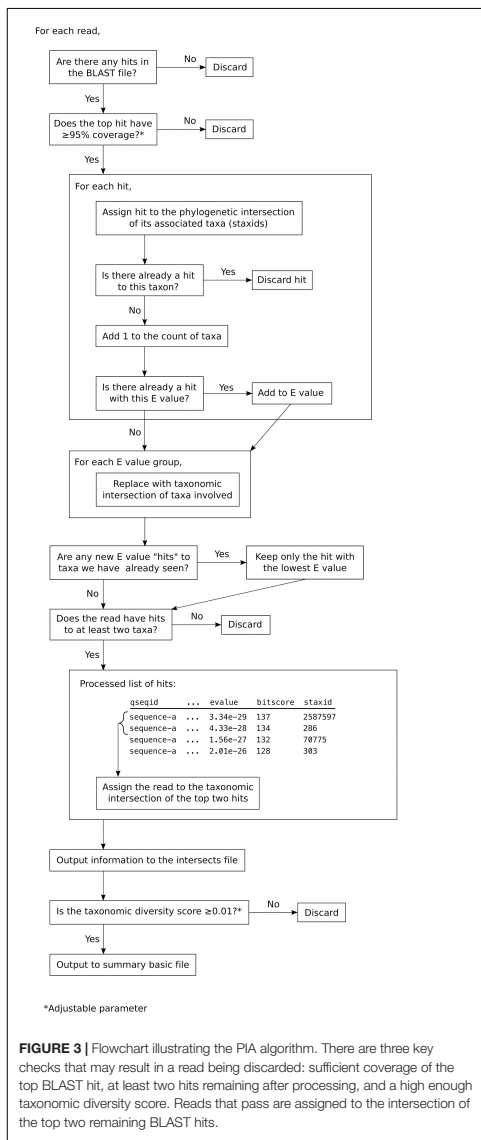 For each read,
Are there any hits in
the BLAST file?
No
Discard
Yes
Does the top hit have
≥95% coverage?*
No
Discard
Yes
For each hit,
Assign hit to the phylogenetic intersection
of its associated taxa (staxids)
Is there already a hit
to this taxon?
Yes
Discard hit
No
Add 1 to the count of taxa
Is there already a hit
with this E value?
Yes
Add to E value
No
For each E value group,
Replace with taxonomic
intersection of taxa involved
Are any new E value "hits" to
taxa we have already seen?
Yes
Keep only the hit with
the lowest E value
No
Does the read have hits
to at least two taxa?
No
Discard
Yes
Processed list of hits:
qseqid ... evalue bitscore staxid
sequence-a ... 3.34e-29 137 2587597
sequence-a ... 4.33e-28 134 286
sequence-a ... 1.56e-27 132 70775
sequence-a ... 2.01e-26 128 303
Assign the read to the taxonomic
intersection of the top two hits
Output information to the intersects file
Is the taxonomic diversity score ≥0.01?*
No
Discard
Yes
Output to summary basic file
*Adjustable parameter
FIGURE 3 | Flowchart illustrating the PIA algorithm. There are three key
checks that may result in a read being discarded: sufficient coverage of the
top BLAST hit, at least two hits remaining after processing, and a high enough
taxonomic diversity score. Reads that pass are assigned to the intersection of
the top two remaining BLAST hits.